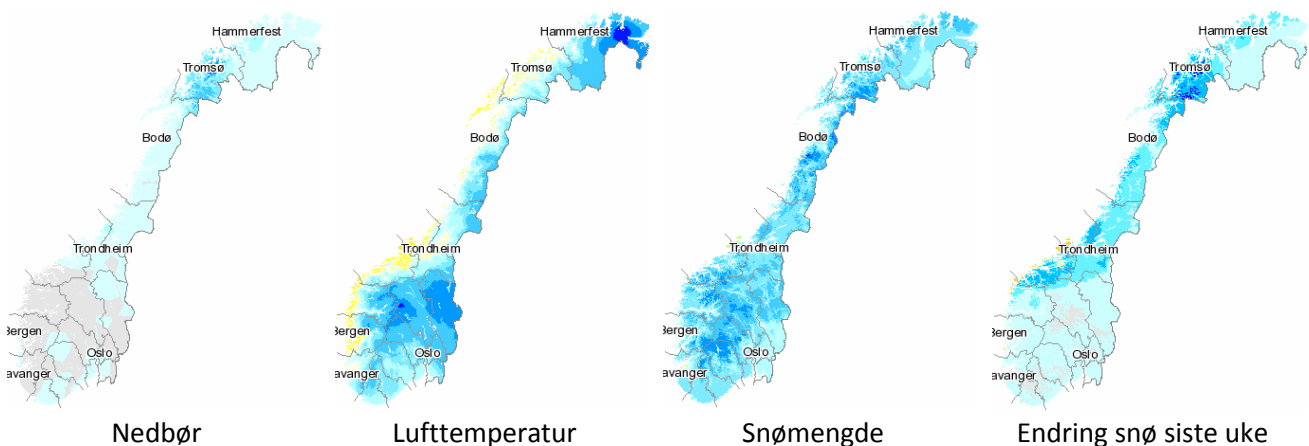 Hammerfest
Tromsø
Bodø
Trondheim
Bergen
Oslo
avanger
Nedbør
Hammerfest
Tromsø
Bodø
Trondheim
Bergen
Oslo
avanger
Lufttemperatur
Hammerfest
Tromsø
Bodø
Trondheim
Bergen
Oslo
avanger
Snømengde
Hammerfest
Tromsø
Bodø
Trondheim
Bergen
Oslo
avanger
Endring snø siste uke